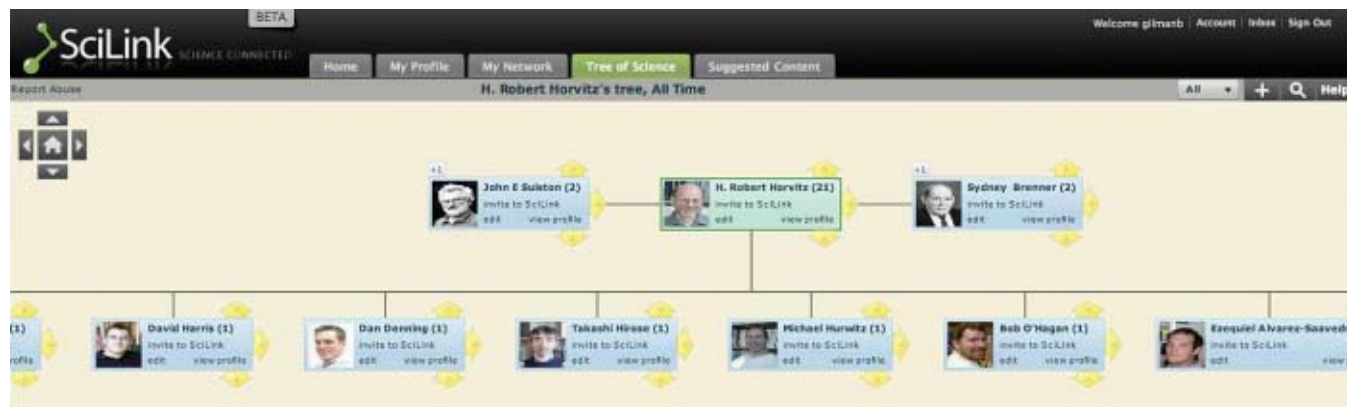 BETA
SciLink SCIENCE CONNECTED
Welcome gilmanb Account Inbox Sign Out
Home My Profile My Network Tree of Science Suggested Content
Report Abuse H. Robert Horvitz's tree, All Time All + Help
+1 +1
John E Sulston (2) H. Robert Horvitz (21) Sydney Brenner (2)
invite to SciLink invite to SciLink invite to SciLink
edit view profile edit view profile edit view profile
(1) David Harris (1) Dan Denning (1) Takashi Hirose (1) Michael Hurwitz (1) Bob O'Hagan (1) Ezequiel Alvarez-Saavedr
invite to SciLink invite to SciLink invite to SciLink invite to SciLink invite to SciLink invite to SciLink
rofile edit view profile edit view profile edit view profile edit view profile edit view profile edit view